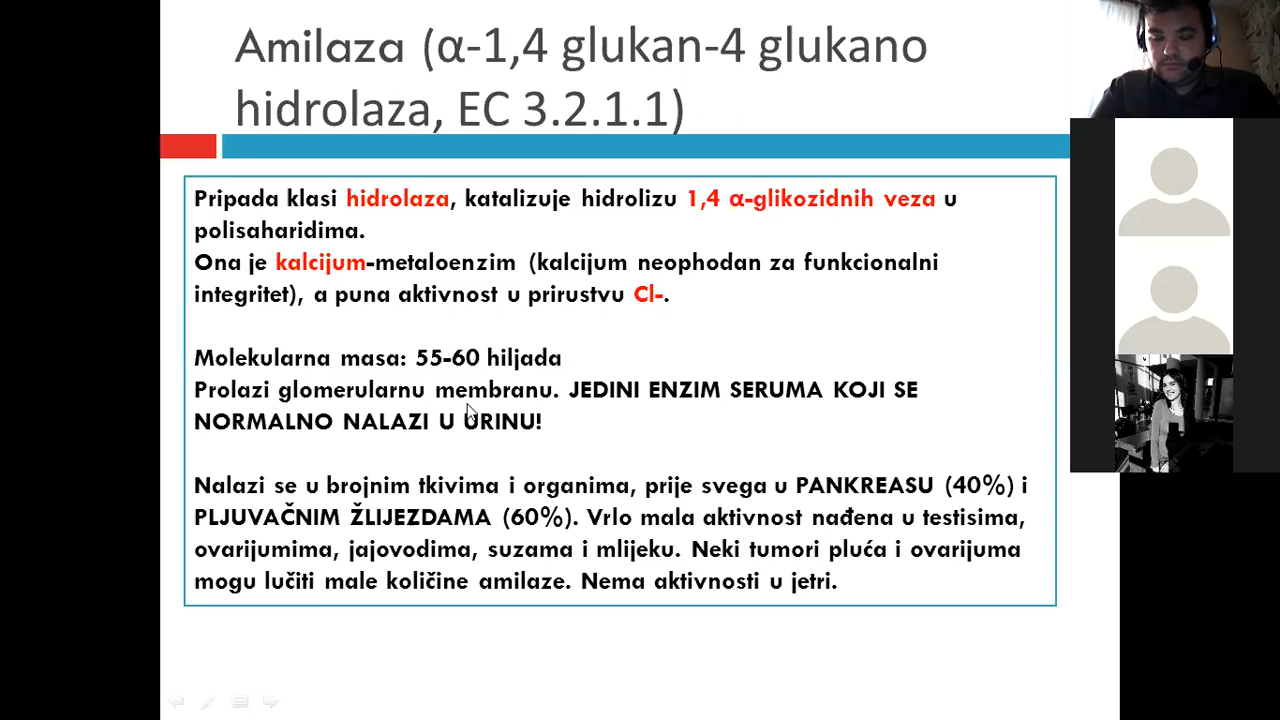 Amilaza (α-1,4 glukan-4 glukano
hidrolaza, EC 3.2.1.1)
Pripada klasi hidrolaza, katalizuje hidrolizu 1,4 α-glikozidnih veza u
polisaharidima.
Ona je kalcijum-metaloenzim (kalcijum neophodan za funkcionalni
integritet), a puna aktivnost u prirustvu Cl-.
Molekularna masa: 55-60 hiljada
Prolazi glomerularnu membranu. JEDINI ENZIM SERUMA KOJI SE
NORMALNO NALAZI U URINU!
Nalazi se u brojnim tkivima i organima, prije svega u PANKREASU (40%) i
PLJUVAČNIM ŽLIJEZDAMA (60%). Vrlo mala aktivnost nađena u testisima,
ovarijumima, jajovodima, suzama i mlijeku. Neki tumori pluća i ovarijuma
mogu lučiti male količine amilaze. Nema aktivnosti u jetri.